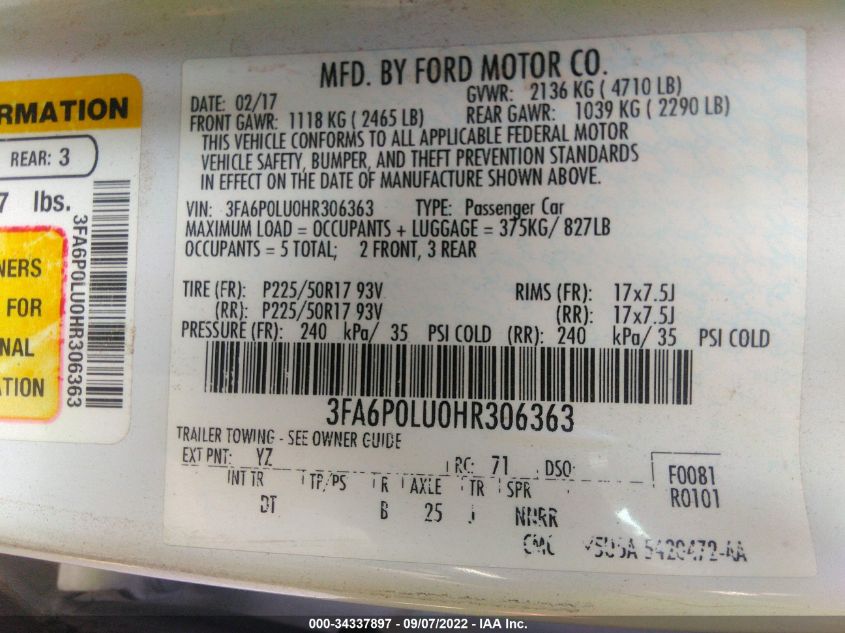 MFD. BY FORD MOTOR CO.
DATE: 02/17 GVWR: 2136 KG ( 4710 LB)
FRONT GAWR: 1118 KG ( 2465 LB) REAR GAWR: 1039 KG ( 2290 LB)
THIS VEHICLE CONFORMS TO ALL APPLICABLE FEDERAL MOTOR
VEHICLE SAFETY, BUMPER, AND THEFT PREVENTION STANDARDS
IN EFFECT ON THE DATE OF MANUFACTURE SHOWN ABOVE.
VIN: 3FA6P0LU0HR306363 TYPE: Passenger Car
MAXIMUM LOAD = OCCUPANTS + LUGGAGE = 375KG/ 827LB
OCCUPANTS = 5 TOTAL; 2 FRONT, 3 REAR
TIRE (FR): P225/50R17 93V RIMS (FR): 17x7.5J
(RR): P225/50R17 93V (RR): 17x7.5J
PRESSURE (FR): 240 kPa/ 35 PSI COLD (RR): 240 kPa/ 35 PSI COLD
3FA6P0LU0HR306363
TRAILER TOWING - SEE OWNER GUIDE
EXT PNT: YZ RC: 71 DSO:
F0081
R0101
INT TR TP/PS R AXLE TR SPR
DT B 25 J NNRR
CMC
RMATION
REAR: 3
7 lbs.
3FA6P0LU0HR306363
NERS
FOR
NAL
ATION
000-34337897 - 09/07/2022 - IAA Inc.